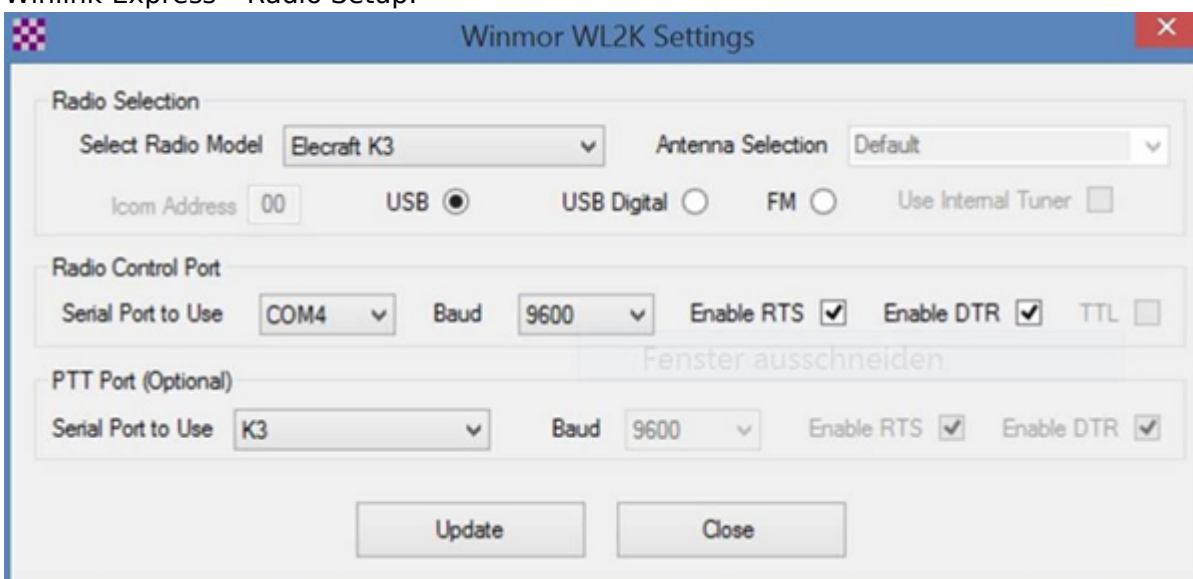 Winlink Express - Radio Setup:
Winmor WL2K Settings
Radio Selection
Select Radio Model Elecraft K3 Antenna Selection Default
Icom Address 00 USB USB Digital FM Use Internal Tuner
Radio Control Port
Serial Port to Use COM4 Baud 9600 Enable RTS Enable DTR TTL
Fenster ausschneiden
PTT Port (Optional)
Serial Port to Use K3 Baud 9600 Enable RTS Enable DTR
Update Close